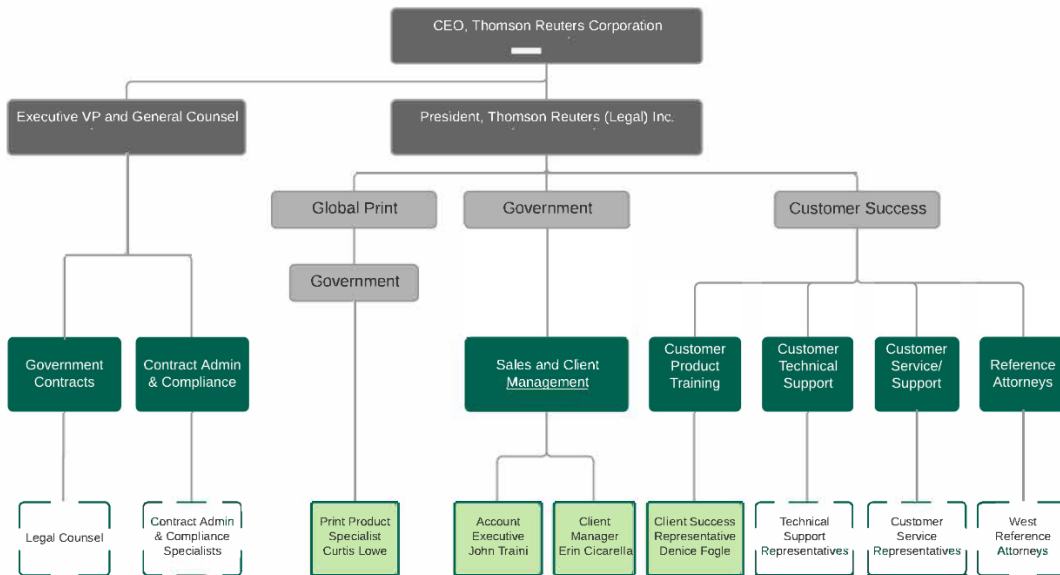 CEO, Thomson Reuters Corporation
Executive VP and General Counsel
President, Thomson Reuters (Legal) Inc.
Global Print
Government
Customer Success
Government
Government
Contracts
Contract Admin
& Compliance
Sales and Client
Management
Customer
Product
Training
Customer
Technical
Support
Customer
Service/
Support
Reference
Attorneys
Legal Counsel
Contract Admin
& Compliance
Specialists
Print Product
Specialist
Curtis Lowe
Account
Executive
John Traini
Client
Manager
Erin Cicarella
Client Success
Representative
Denice Fogle
Technical
Support
Representatives
Customer
Service
Representatives
West
Reference
Attorneys